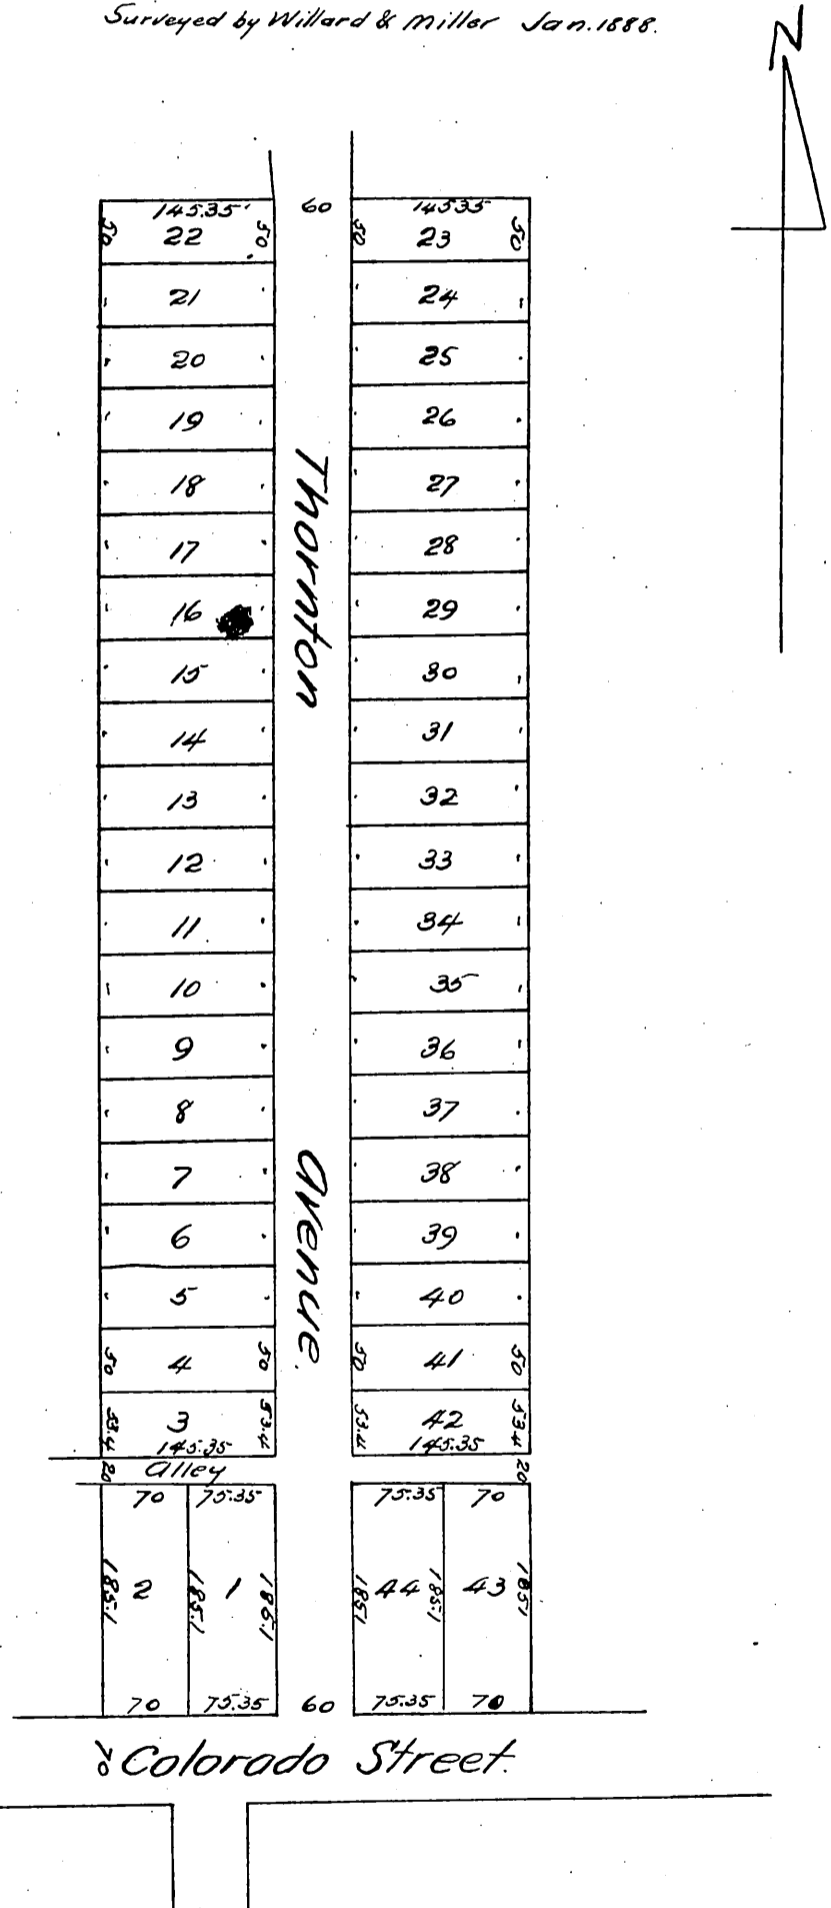 Surveyed by Willard & Miller Jan. 1888.
N
145.35' 60 145.35
50 22 50 50 23 50
21 24
20 25
19 26
18 27
17 28
16 29
15 30
14 31
13 32
12 33
11 34
10 35
9 36
8 37
7 38
6 39
5 40
50 4 50 50 41 50
53.4 3 53.4 53.4 42 53.4
145.35 145.35
Thornton Avenue.
20 Alley 20
70 75.35 75.35 70
185.1 2 185.1 1 185.1 185.1 44 185.1 43 185.1
70 75.35 60 75.35 70
70 Colorado Street.